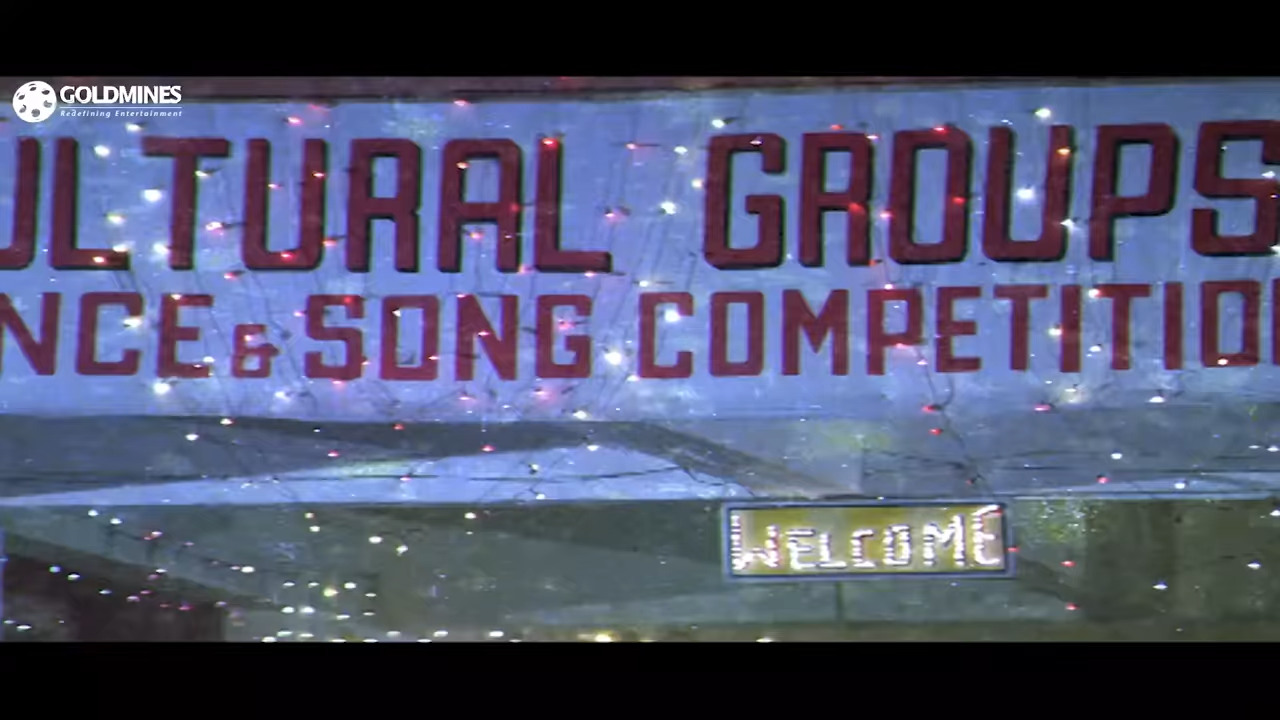 GOLDMINES
Redefining Entertainment
ULTURAL GROUPS
NCE & SONG COMPETITIO
WELCOME